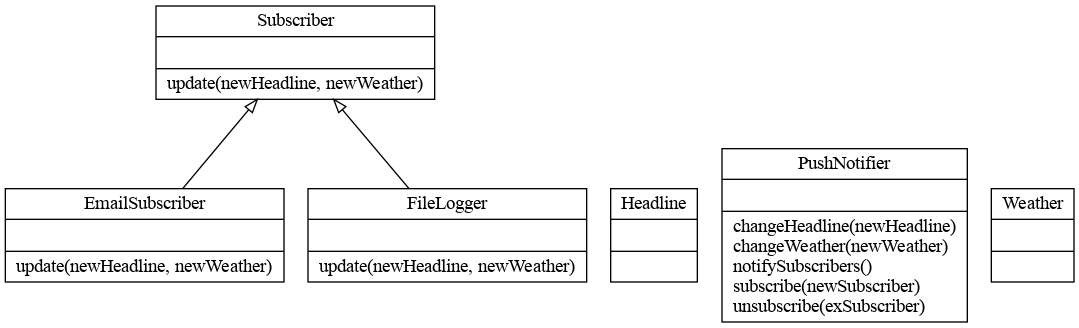 Subscriber
update(newHeadline, newWeather)
EmailSubscriber
update(newHeadline, newWeather)
FileLogger
update(newHeadline, newWeather)
Headline
PushNotifier
changeHeadline(newHeadline)
changeWeather(newWeather)
notifySubscribers()
subscribe(newSubscriber)
unsubscribe(exSubscriber)
Weather